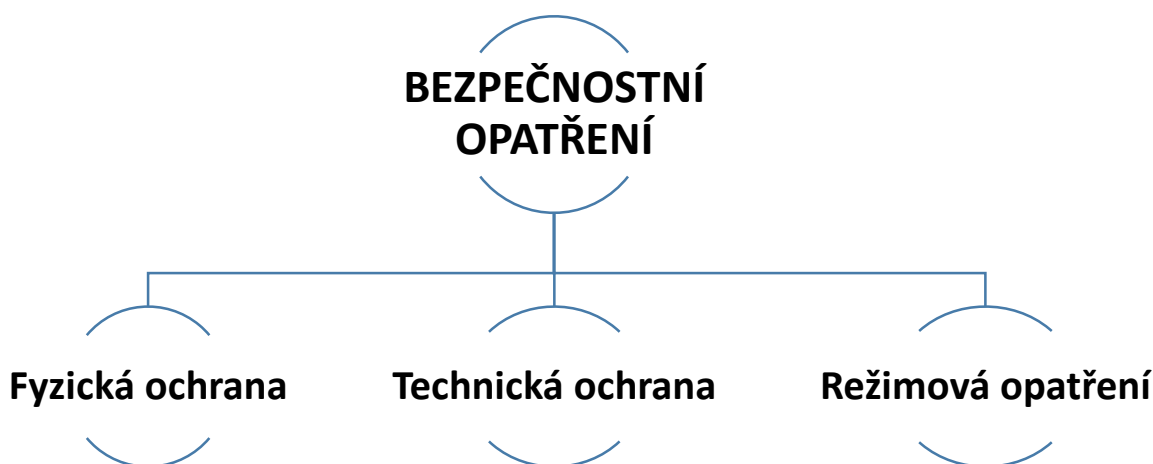 BEZPEČNOSTNÍ
OPATŘENÍ
Fyzická ochrana
Technická ochrana
Režimová opatření